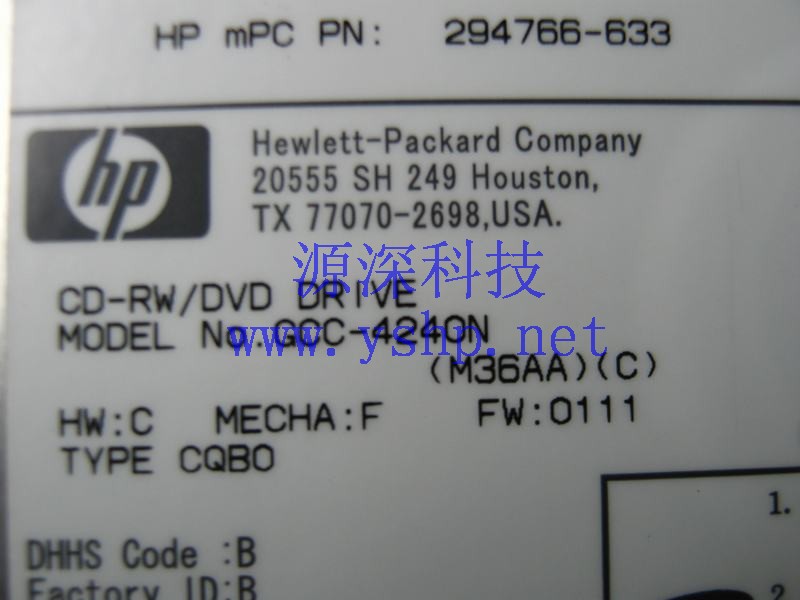 HP mPC PN: 294766-633
hp
Hewlett-Packard Company
20555 SH 249 Houston,
TX 77070-2698,USA.
源深科技
CD-RW/DVD DRIVE
MODEL No.GCC-4240N
www.yshp.net
(M36AA)(C)
HW:C MECHA:F FW:0111
TYPE CQB0
1.
DHHS Code :B
Factory ID:B
2